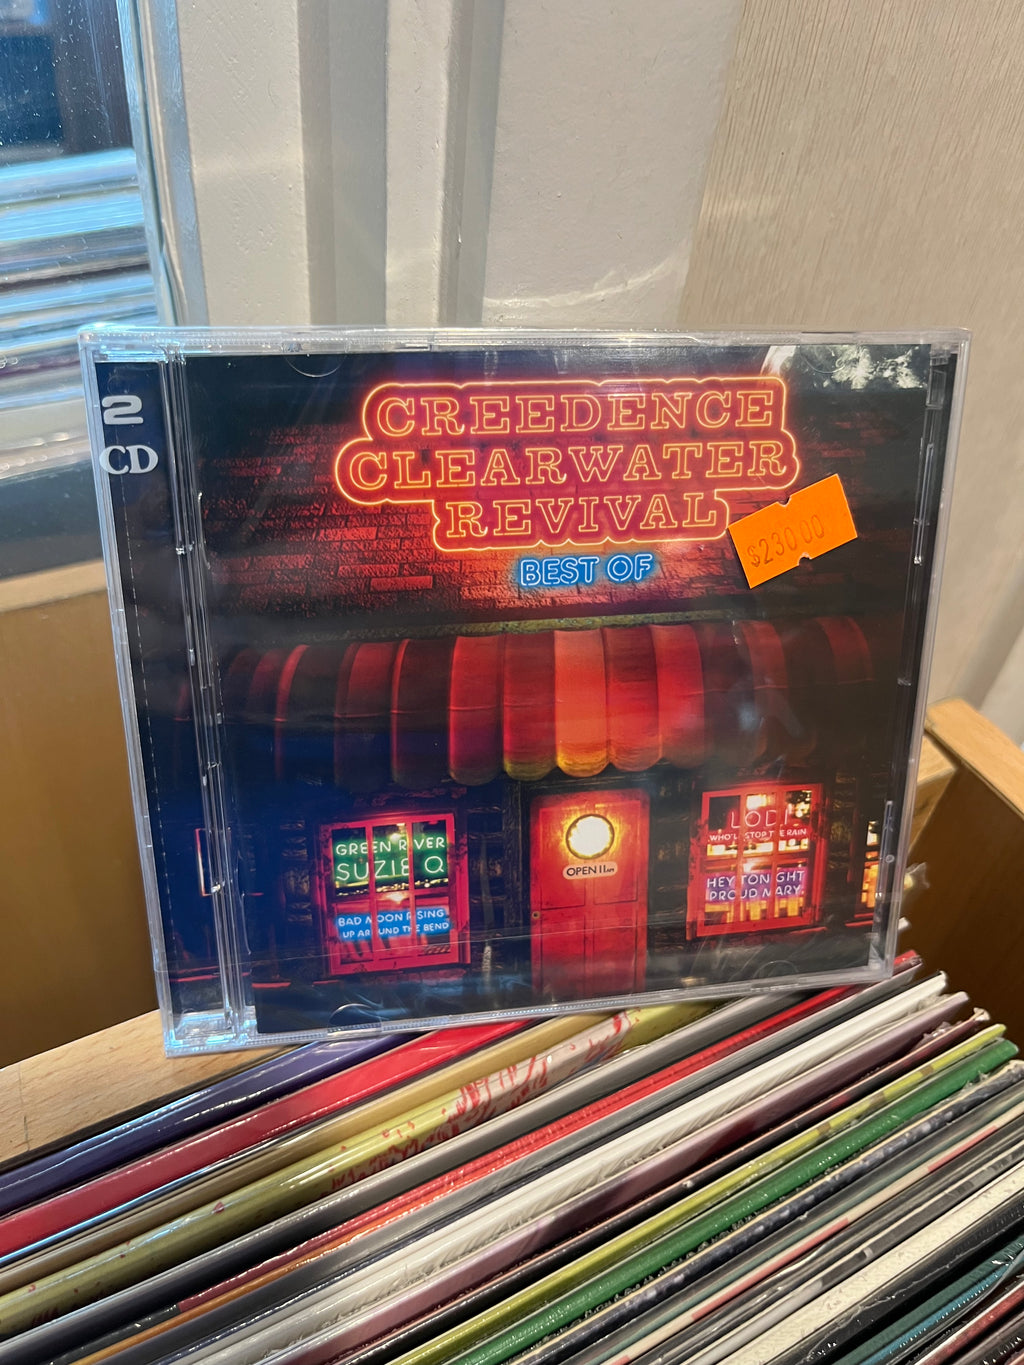 2
CD
CREEDENCE
CLEARWATER
REVIVAL
BEST OF
$230.00
GREEN RIVER
SUZIE Q
BAD MOON RISING
UP AROUND THE BEND
OPEN 11AM
LODI
WHO'LL STOP THE RAIN
HEY TONIGHT
PROUD MARY